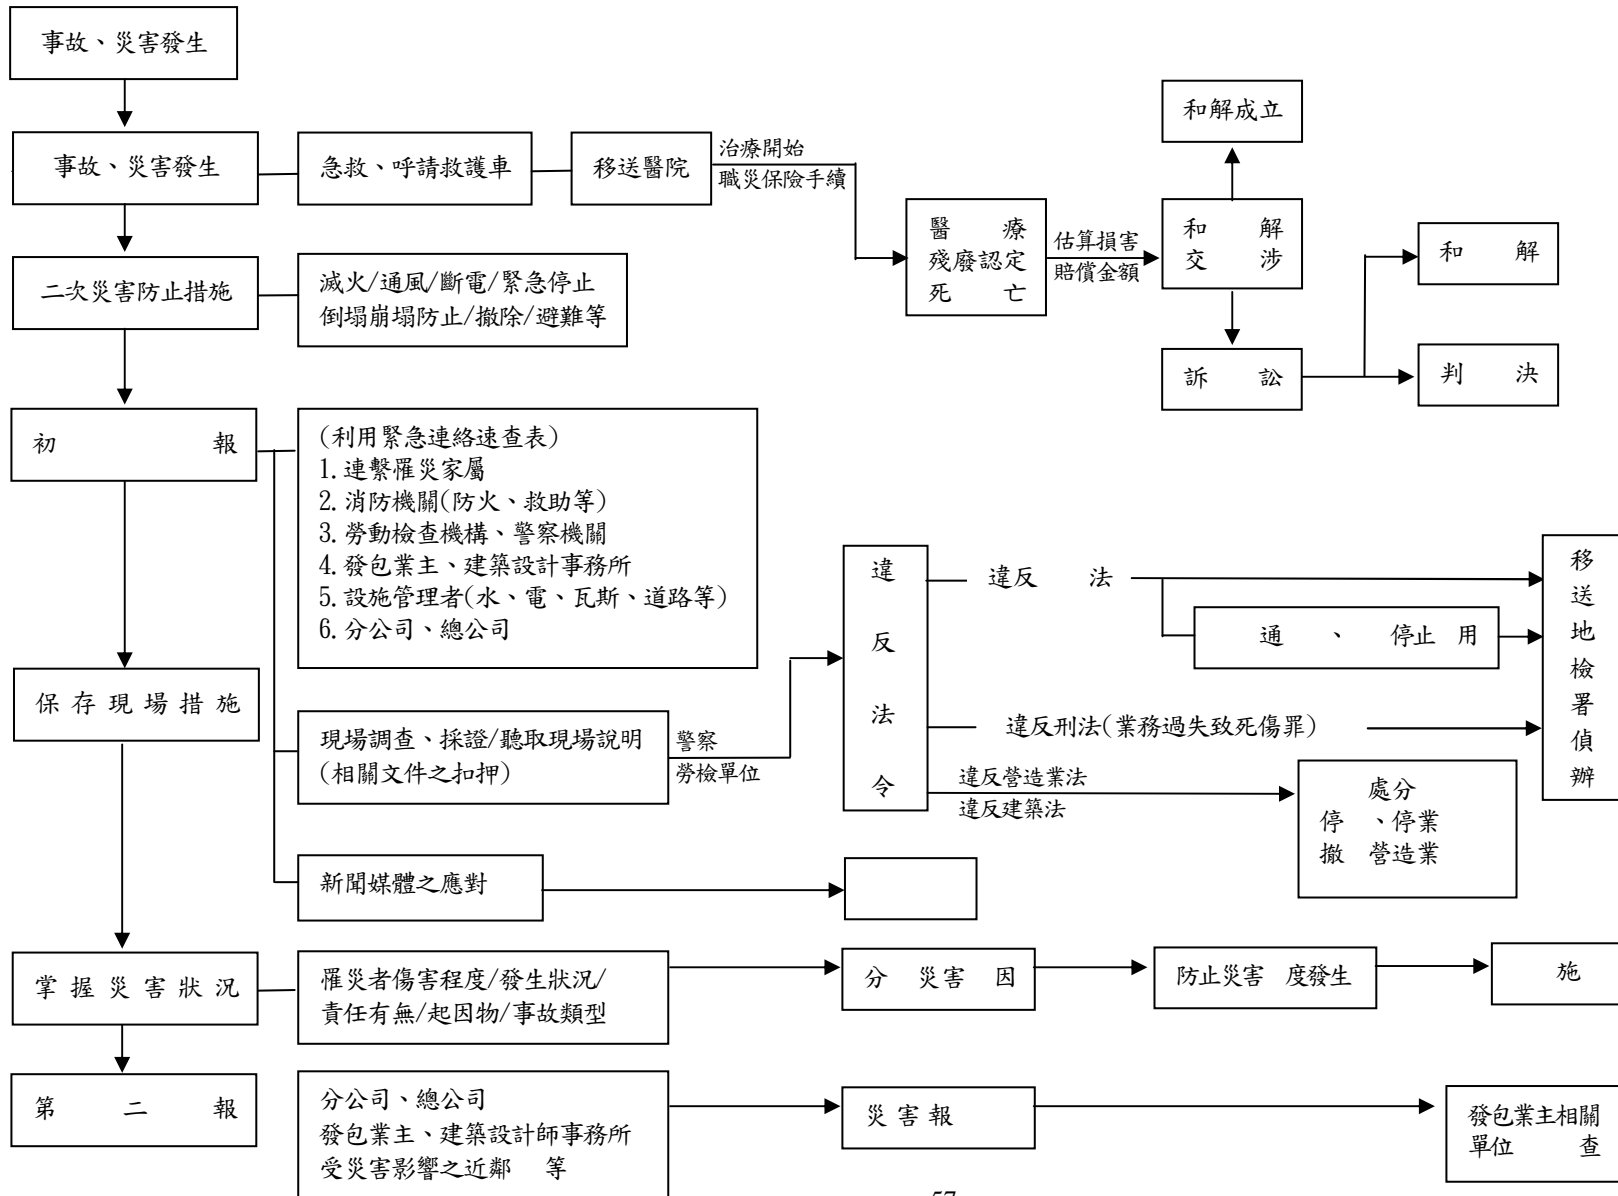 事故、災害發生
事故、災害發生
急救、呼請救護車
移送醫院
治療開始
職災保險手續
醫 療
殘廢認定
死 亡
估算損害
賠償金額
和 解
交 涉
和解成立
訴 訟
和 解
判 決
二次災害防止措施
滅火/通風/斷電/緊急停止
倒塌崩塌防止/撤除/避難等
初 報
(利用緊急連絡速查表)
1.連繫罹災家屬
2.消防機關(防火、救助等)
3.勞動檢查機構、警察機關
4.發包業主、建築設計事務所
5.設施管理者(水、電、瓦斯、道路等)
6.分公司、總公司
保存現場措施
現場調查、採證/聽取現場說明
(相關文件之扣押)
警察
勞檢單位
違反法令
違反 法
通 、 停止 用
違反刑法(業務過失致死傷罪)
違反營造業法
違反建築法
處分
停 、停業
撤 營造業
移送地檢署偵辦
新聞媒體之應對
掌握災害狀況
罹災者傷害程度/發生狀況/
責任有無/起因物/事故類型
分 災害 因
防止災害 度發生
施
第 二 報
分公司、總公司
發包業主、建築設計師事務所
受災害影響之近鄰 等
災害報
發包業主相關
單位 查